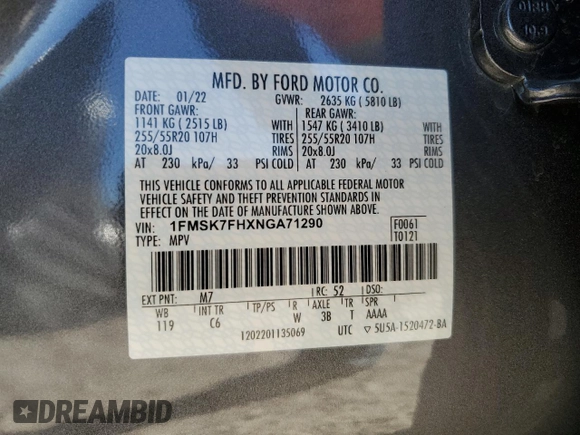 MFD. BY FORD MOTOR CO.
DATE: 01/22 GVWR: 2635 KG ( 5810 LB)
FRONT GAWR: REAR GAWR:
1141 KG ( 2515 LB) WITH 1547 KG ( 3410 LB) WITH
255/55R20 107H TIRES 255/55R20 107H TIRES
20x8.0J RIMS 20x8.0J RIMS
AT 230 kPa/ 33 PSI COLD AT 230 kPa/ 33 PSI COLD
THIS VEHICLE CONFORMS TO ALL APPLICABLE FEDERAL MOTOR
VEHICLE SAFETY AND THEFT PREVENTION STANDARDS IN
EFFECT ON THE DATE OF MANUFACTURE SHOWN ABOVE.
VIN: 1FMSK7FHXNGA71290 F0061
TYPE: MPV T0121
EXT PNT: M7 RC: 52 DSO:
WB INT TR TP/PS R AXLE TR SPR
119 C6 W 3B T AAAA
1202201135069 UTC ▽ 5U5A-1520472-BA
DREAMBID